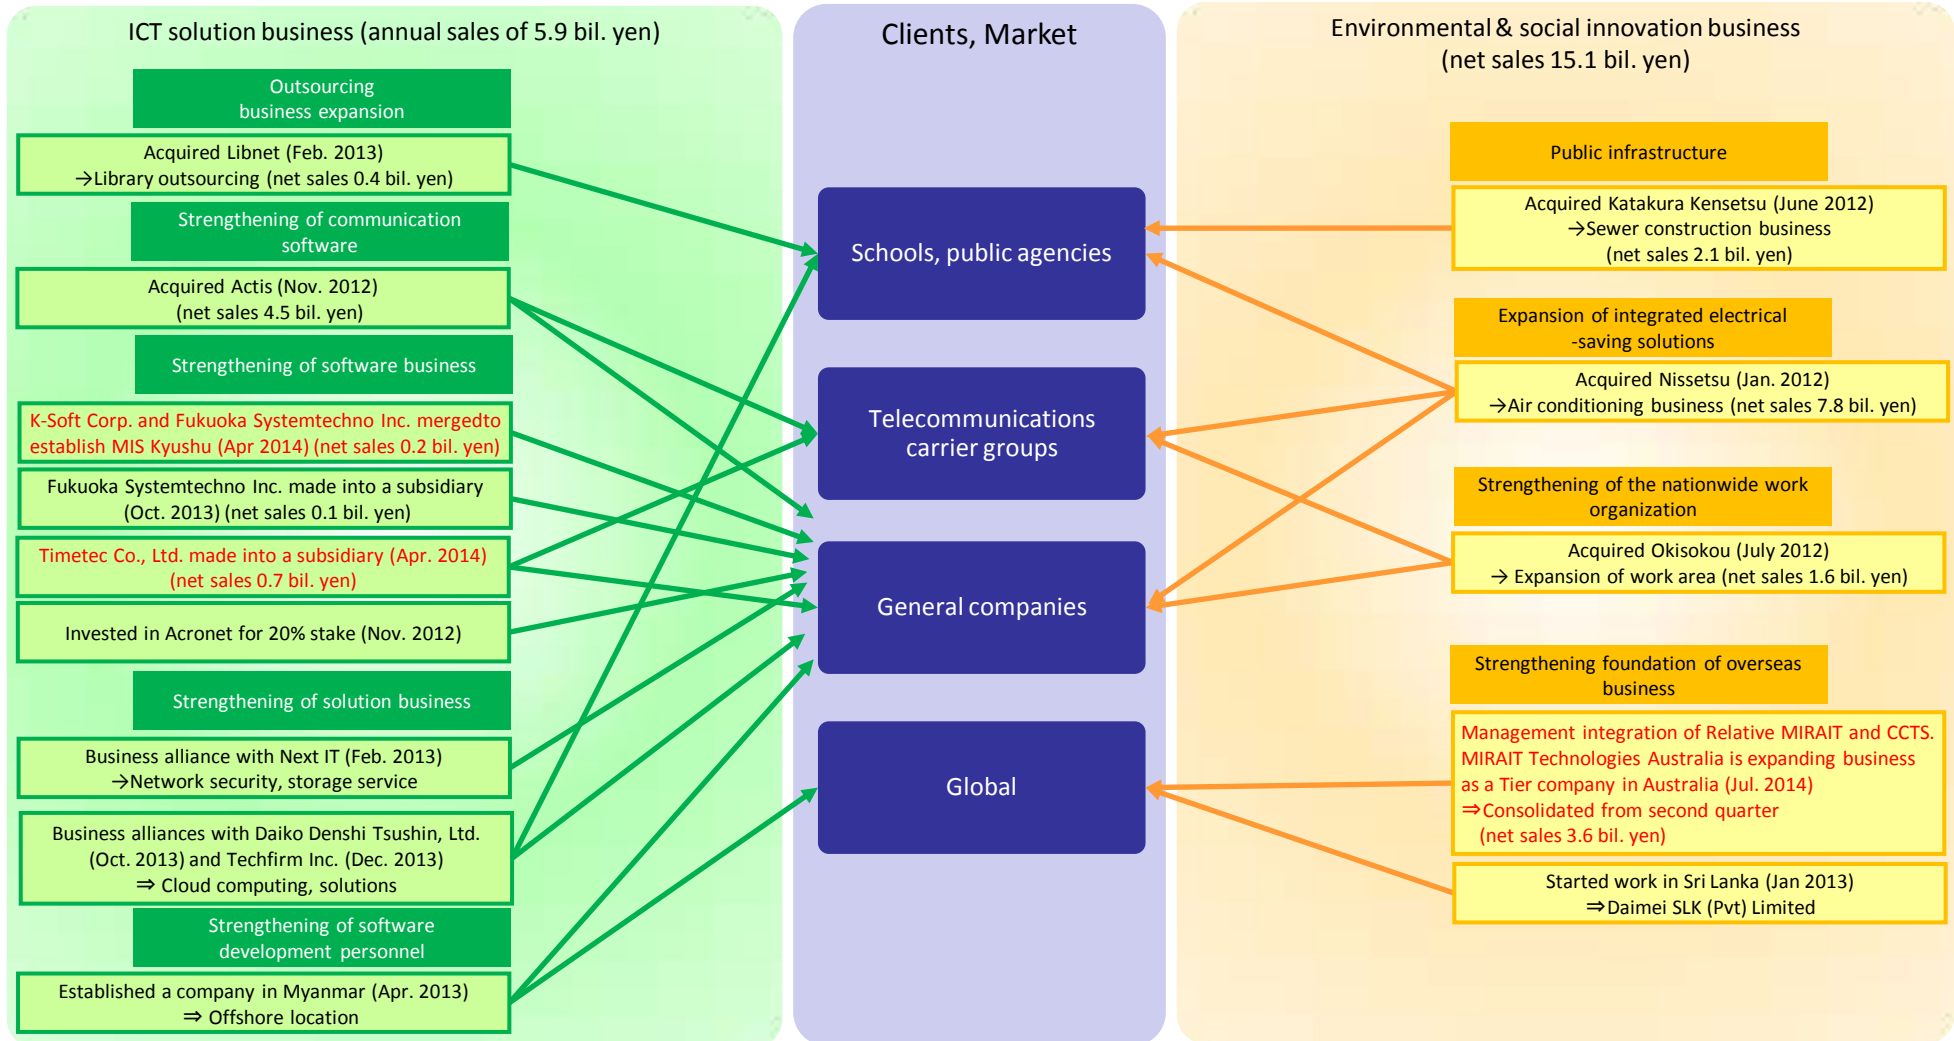 ICT solution business (annual sales of 5.9 bil. yen)
Outsourcing
business expansion
Acquired Libnet (Feb. 2013)
→Library outsourcing (net sales 0.4 bil. yen)
Strengthening of communication
software
Acquired Actis (Nov. 2012)
(net sales 4.5 bil. yen)
Strengthening of software business
K-Soft Corp. and Fukuoka Systemtechno Inc. mergedto
establish MIS Kyushu (Apr 2014) (net sales 0.2 bil. yen)
Fukuoka Systemtechno Inc. made into a subsidiary
(Oct. 2013) (net sales 0.1 bil. yen)
Timetec Co., Ltd. made into a subsidiary (Apr. 2014)
(net sales 0.7 bil. yen)
Invested in Acronet for 20% stake (Nov. 2012)
Strengthening of solution business
Business alliance with Next IT (Feb. 2013)
→Network security, storage service
Business alliances with Daiko Denshi Tsushin, Ltd.
(Oct. 2013) and Techfirm Inc. (Dec. 2013)
⇒ Cloud computing, solutions
Strengthening of software
development personnel
Established a company in Myanmar (Apr. 2013)
⇒ Offshore location
Clients, Market
Schools, public agencies
Telecommunications
carrier groups
General companies
Global
Environmental & social innovation business
(net sales 15.1 bil. yen)
Public infrastructure
Acquired Katakura Kensetsu (June 2012)
→Sewer construction business
(net sales 2.1 bil. yen)
Expansion of integrated electrical
-saving solutions
Acquired Nissetsu (Jan. 2012)
→Air conditioning business (net sales 7.8 bil. yen)
Strengthening of the nationwide work
organization
Acquired Okisokou (July 2012)
→ Expansion of work area (net sales 1.6 bil. yen)
Strengthening foundation of overseas
business
Management integration of Relative MIRAIT and CCTS.
MIRAIT Technologies Australia is expanding business
as a Tier company in Australia (Jul. 2014)
⇒Consolidated from second quarter
(net sales 3.6 bil. yen)
Started work in Sri Lanka (Jan 2013)
⇒Daimei SLK (Pvt) Limited